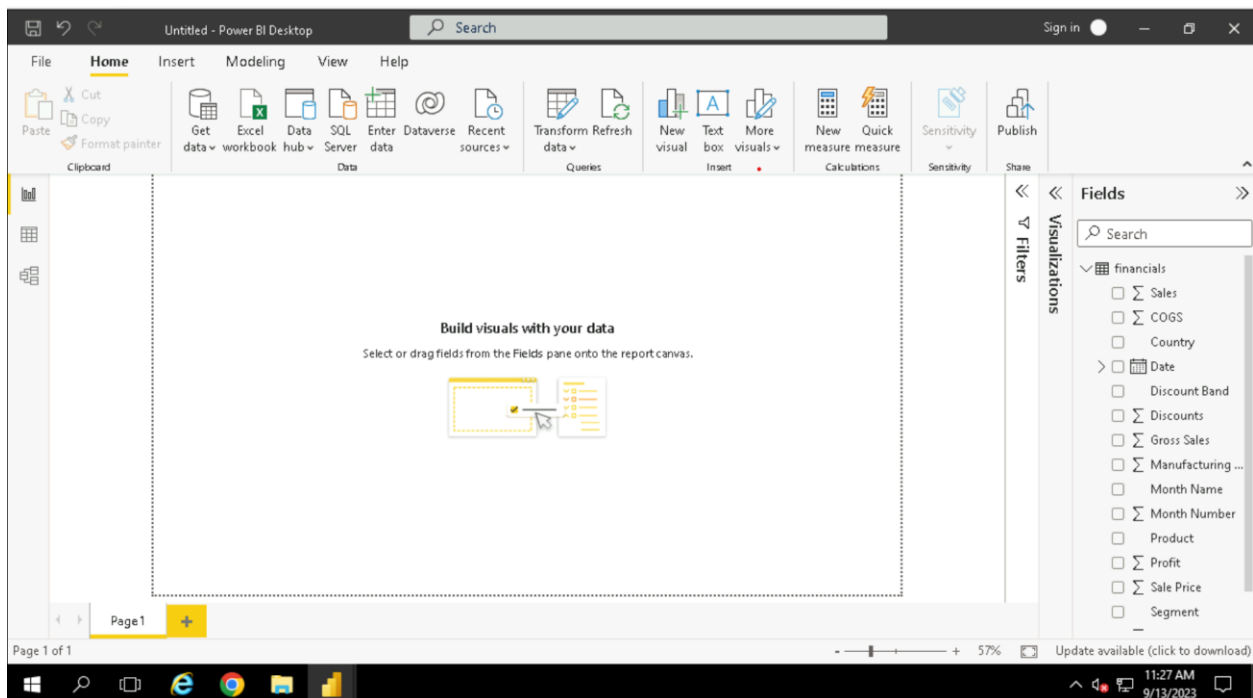 Untitled - Power BI Desktop
Search
Sign in
File Home Insert Modeling View Help
Paste
Cut
Copy
Format painter
Clipboard
Get data
Excel workbook
Data hub
SQL Server
Enter data
Dataverse
Recent sources
Data
Transform data
Refresh
Queries
New visual
Text box
More visuals
Insert
New measure
Quick measure
Calculations
Sensitivity
Sensitivity
Publish
Share
Build visuals with your data
Select or drag fields from the Fields pane onto the report canvas.
Filters
Visualizations
Fields
Search
financials
Sales
COGS
Country
Date
Discount Band
Discounts
Gross Sales
Manufacturing ...
Month Name
Month Number
Product
Profit
Sale Price
Segment
Page 1
Page 1 of 1
57%
Update available (click to download)
11:27 AM
9/13/2023